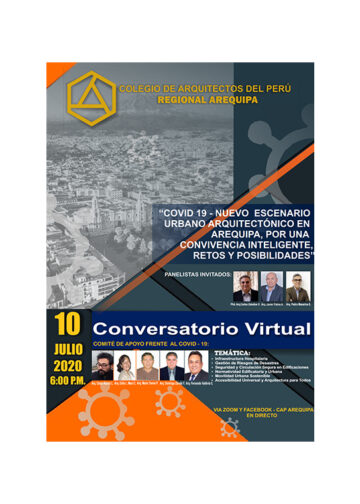 COLEGIO DE ARQUITECTOS DEL PERÚ
REGIONAL AREQUIPA
"COVID 19 - NUEVO ESCENARIO
URBANO ARQUITECTÓNICO EN
AREQUIPA, POR UNA
CONVIVENCIA INTELIGENTE,
RETOS Y POSIBILIDADES"
PANELISTAS INVITADOS:
10
JULIO
2020
6:00 P.M.
Conversatorio Virtual
COMITÉ DE APOYO FRENTE AL COVID - 19:
TEMÁTICA:
• Infraestructura Hospitalaria
• Gestión de Riesgos de Desastres
• Seguridad y Circulación Segura en Edificaciones
• Normatividad Edificatoria y Urbana
• Movilidad Urbana Sostenible
• Accesibilidad Universal y Arquitectura para Todos
VIA ZOOM Y FACEBOOK - CAP AREQUIPA
EN DIRECTO